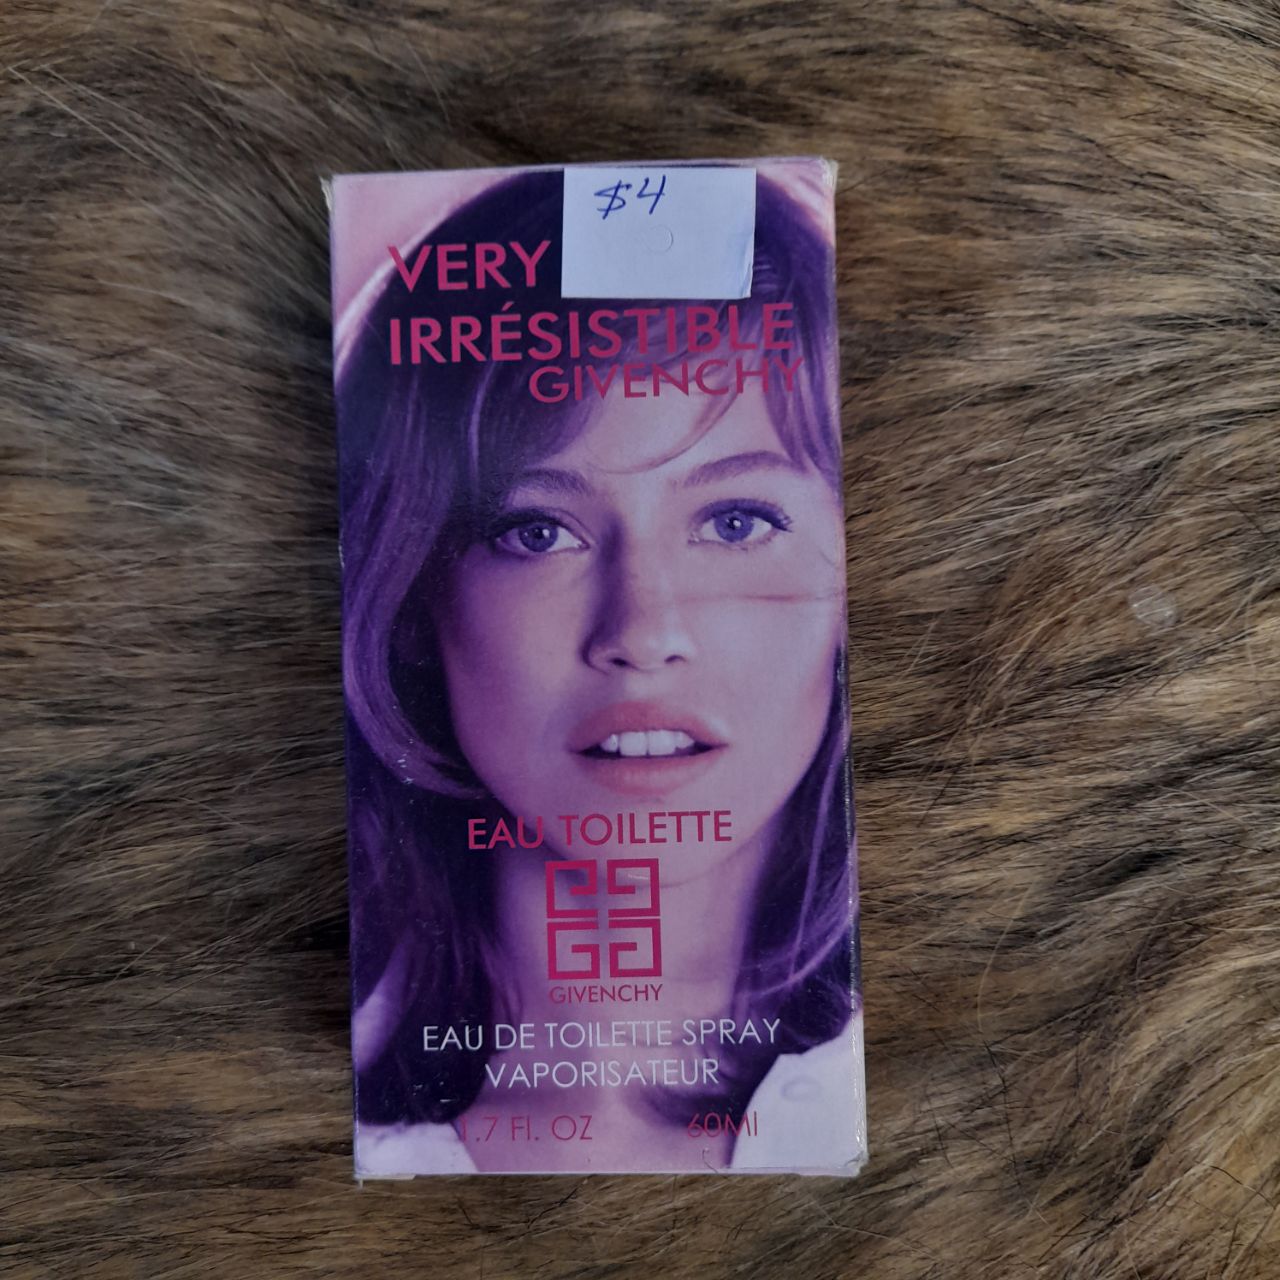 $4
VERY
IRRÉSISTIBLE
GIVENCHY
EAU TOILETTE
GIVENCHY
EAU DE TOILETTE SPRAY
VAPORISATEUR
1.7 Fl. OZ 60Ml